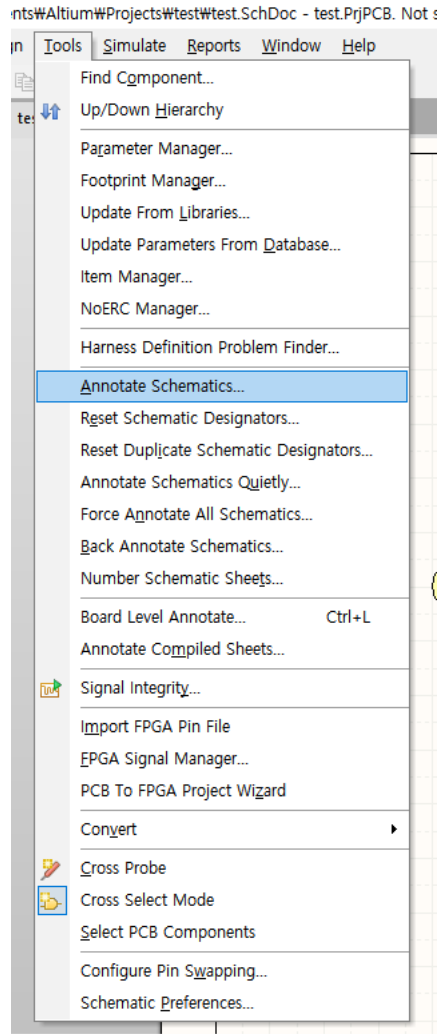 ents₩Altium₩Projects₩test₩test.SchDoc - test.PrjPCB. Not s
gn Tools Simulate Reports Window Help
Find Component...
tes Up/Down Hierarchy
Parameter Manager...
Footprint Manager...
Update From Libraries...
Update Parameters From Database...
Item Manager...
NoERC Manager...
Harness Definition Problem Finder...
Annotate Schematics...
Reset Schematic Designators...
Reset Duplicate Schematic Designators...
Annotate Schematics Quietly...
Force Annotate All Schematics...
Back Annotate Schematics...
Number Schematic Sheets...
Board Level Annotate... Ctrl+L
Annotate Compiled Sheets...
Signal Integrity...
Import FPGA Pin File
FPGA Signal Manager...
PCB To FPGA Project Wizard
Convert
Cross Probe
Cross Select Mode
Select PCB Components
Configure Pin Swapping...
Schematic Preferences...